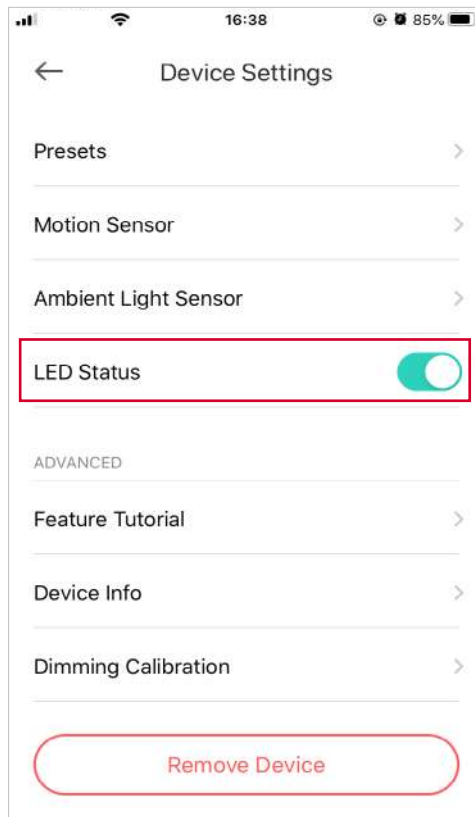 16:38
85%
Device Settings
Presets
Motion Sensor
Ambient Light Sensor
LED Status
ADVANCED
Feature Tutorial
Device Info
Dimming Calibration
Remove Device